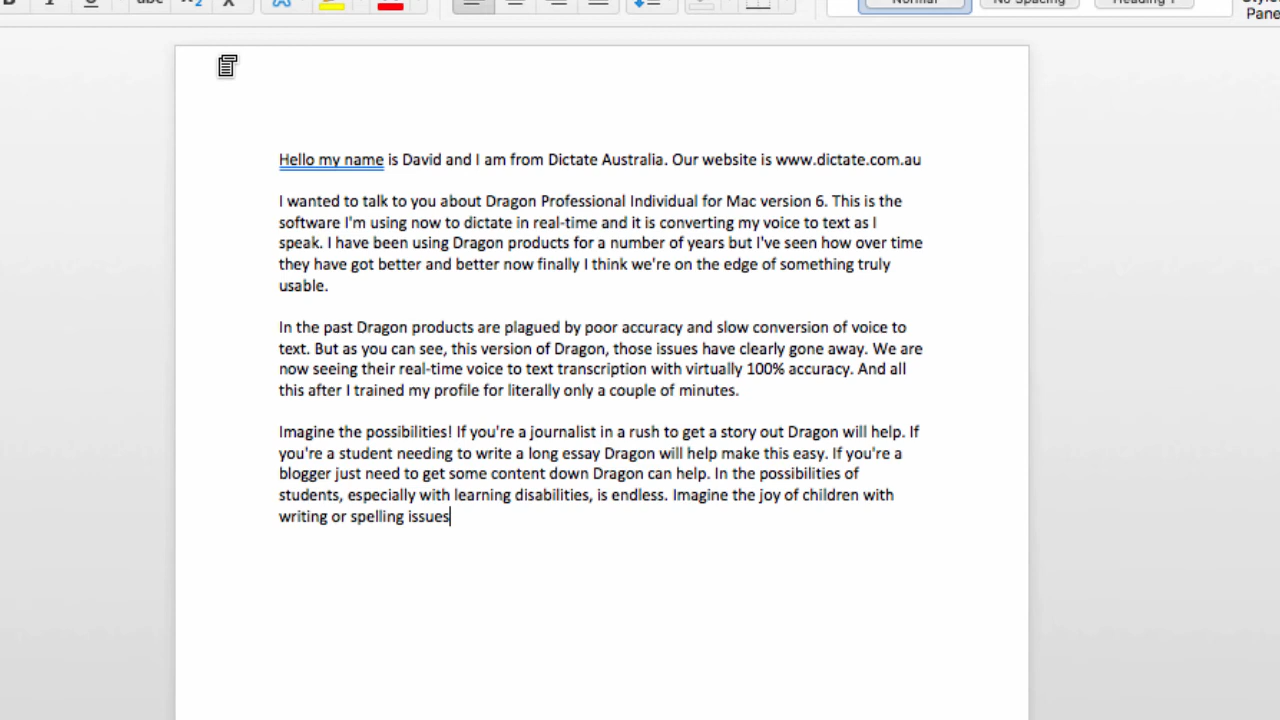 Normal
No Spacing
Heading 1
Pane
Hello my name is David and I am from Dictate Australia. Our website is www.dictate.com.au
I wanted to talk to you about Dragon Professional Individual for Mac version 6. This is the
software I'm using now to dictate in real-time and it is converting my voice to text as I
speak. I have been using Dragon products for a number of years but I've seen how over time
they have got better and better now finally I think we're on the edge of something truly
usable.
In the past Dragon products are plagued by poor accuracy and slow conversion of voice to
text. But as you can see, this version of Dragon, those issues have clearly gone away. We are
now seeing their real-time voice to text transcription with virtually 100% accuracy. And all
this after I trained my profile for literally only a couple of minutes.
Imagine the possibilities! If you're a journalist in a rush to get a story out Dragon will help. If
you're a student needing to write a long essay Dragon will help make this easy. If you're a
blogger just need to get some content down Dragon can help. In the possibilities of
students, especially with learning disabilities, is endless. Imagine the joy of children with
writing or spelling issues